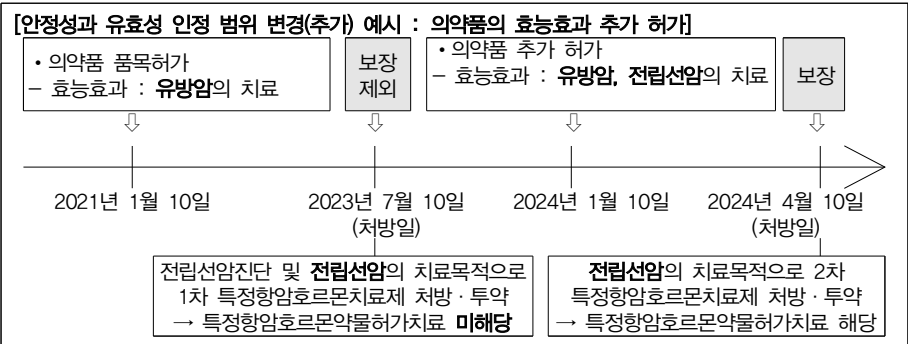 [안정성과 유효성 인정 범위 변경(추가) 예시 : 의약품의 효능효과 추가 허가]
• 의약품 품목허가
– 효능효과 : 유방암의 치료
보장
제외
• 의약품 추가 허가
– 효능효과 : 유방암, 전립선암의 치료
보장
2021년 1월 10일
2023년 7월 10일
(처방일)
2024년 1월 10일
2024년 4월 10일
(처방일)
전립선암진단 및 전립선암의 치료목적으로
1차 특정항암호르몬치료제 처방 · 투약
→ 특정항암호르몬약물허가치료 미해당
전립선암의 치료목적으로 2차
특정항암호르몬치료제 처방 · 투약
→ 특정항암호르몬약물허가치료 해당